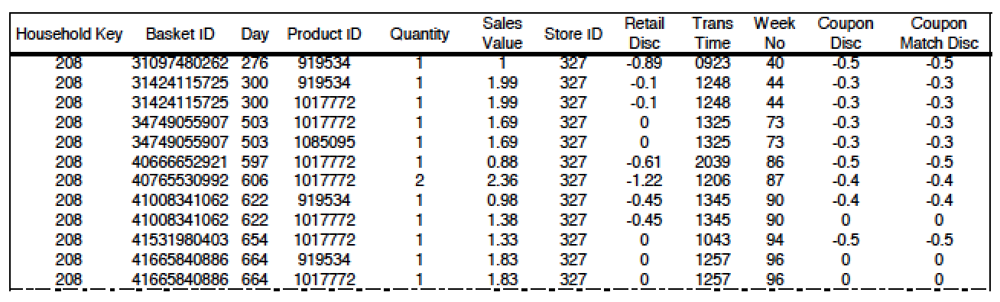 Household Key Basket ID Day Product ID Quantity Sales Value Store ID Retail Disc Trans Time Week No Coupon Disc Coupon Match Disc
208 31097480262 276 919534 1 1 327 -0.89 0923 40 -0.5 -0.5
208 31424115725 300 919534 1 1.99 327 -0.1 1248 44 -0.3 -0.3
208 31424115725 300 1017772 1 1.99 327 -0.1 1248 44 -0.3 -0.3
208 34749055907 503 1017772 1 1.69 327 0 1325 73 -0.3 -0.3
208 34749055907 503 1085095 1 1.69 327 0 1325 73 -0.3 -0.3
208 40666652921 597 1017772 1 0.88 327 -0.61 2039 86 -0.5 -0.5
208 40765530992 606 1017772 2 2.36 327 -1.22 1206 87 -0.4 -0.4
208 41008341062 622 919534 1 0.98 327 -0.45 1345 90 -0.4 -0.4
208 41008341062 622 1017772 1 1.38 327 -0.45 1345 90 0 0
208 41531980403 654 1017772 1 1.33 327 0 1043 94 -0.5 -0.5
208 41665840886 664 919534 1 1.83 327 0 1257 96 0 0
208 41665840886 664 1017772 1 1.83 327 0 1257 96 0 0